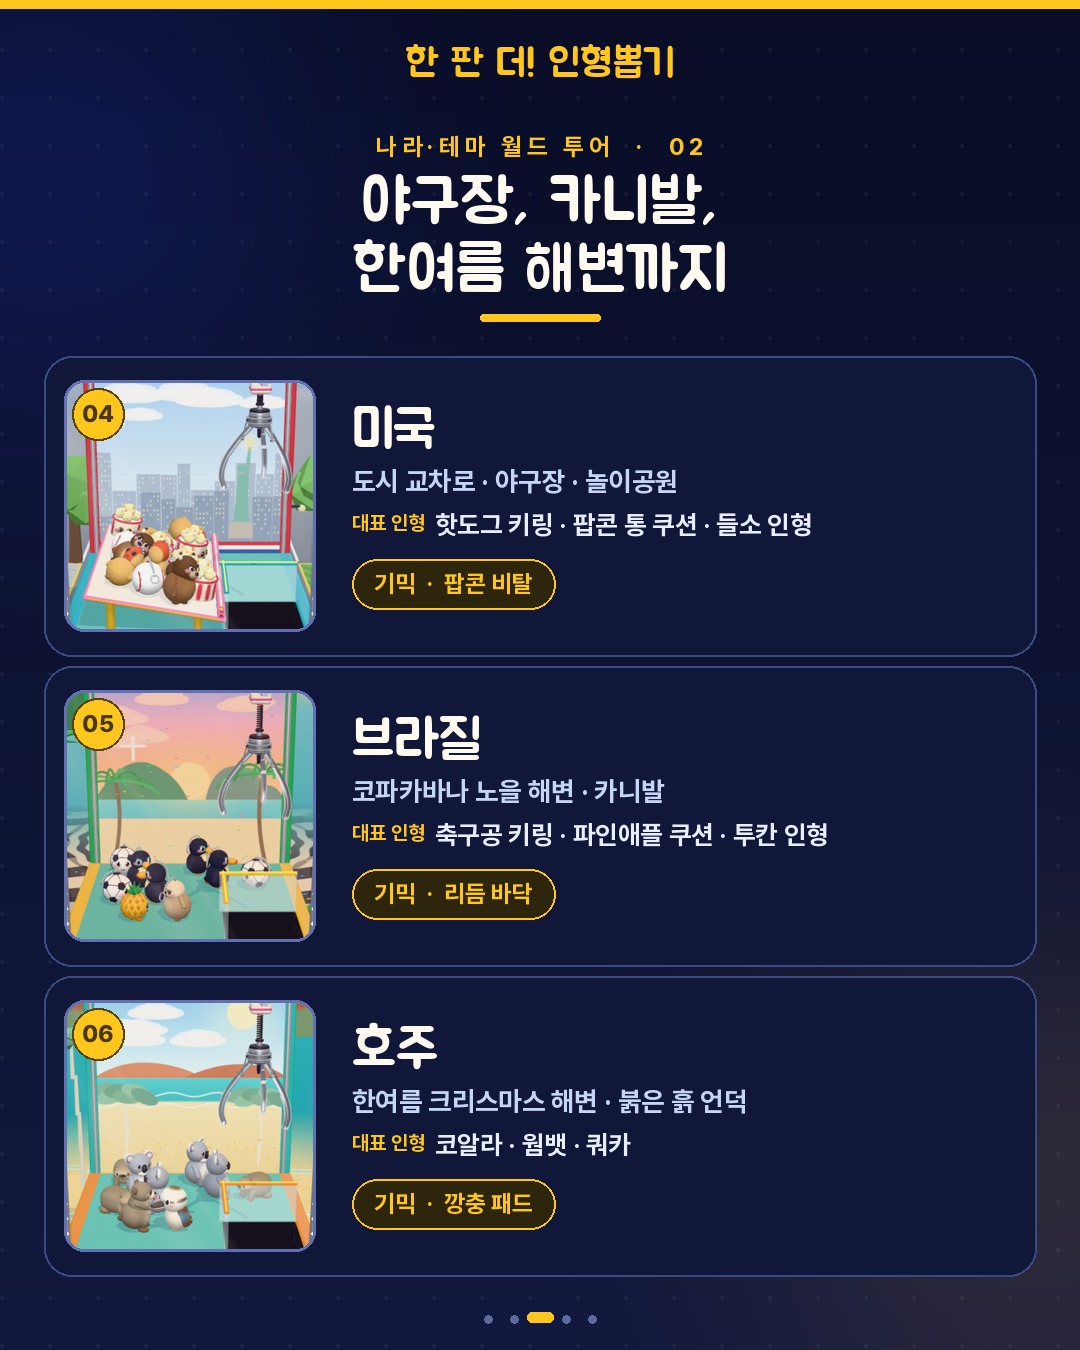 한 판 더! 인형뽑기
나라·테마 월드 투어 · 02
야구장, 카니발,
한여름 해변까지
04
미국
도시 교차로 · 야구장 · 놀이공원
대표 인형 핫도그 키링 · 팝콘 통 쿠션 · 들소 인형
기믹 · 팝콘 비탈
05
브라질
코파카바나 노을 해변 · 카니발
대표 인형 축구공 키링 · 파인애플 쿠션 · 투칸 인형
기믹 · 리듬 바닥
06
호주
한여름 크리스마스 해변 · 붉은 흙 언덕
대표 인형 코알라 · 웜뱃 · 쿼카
기믹 · 깡충 패드